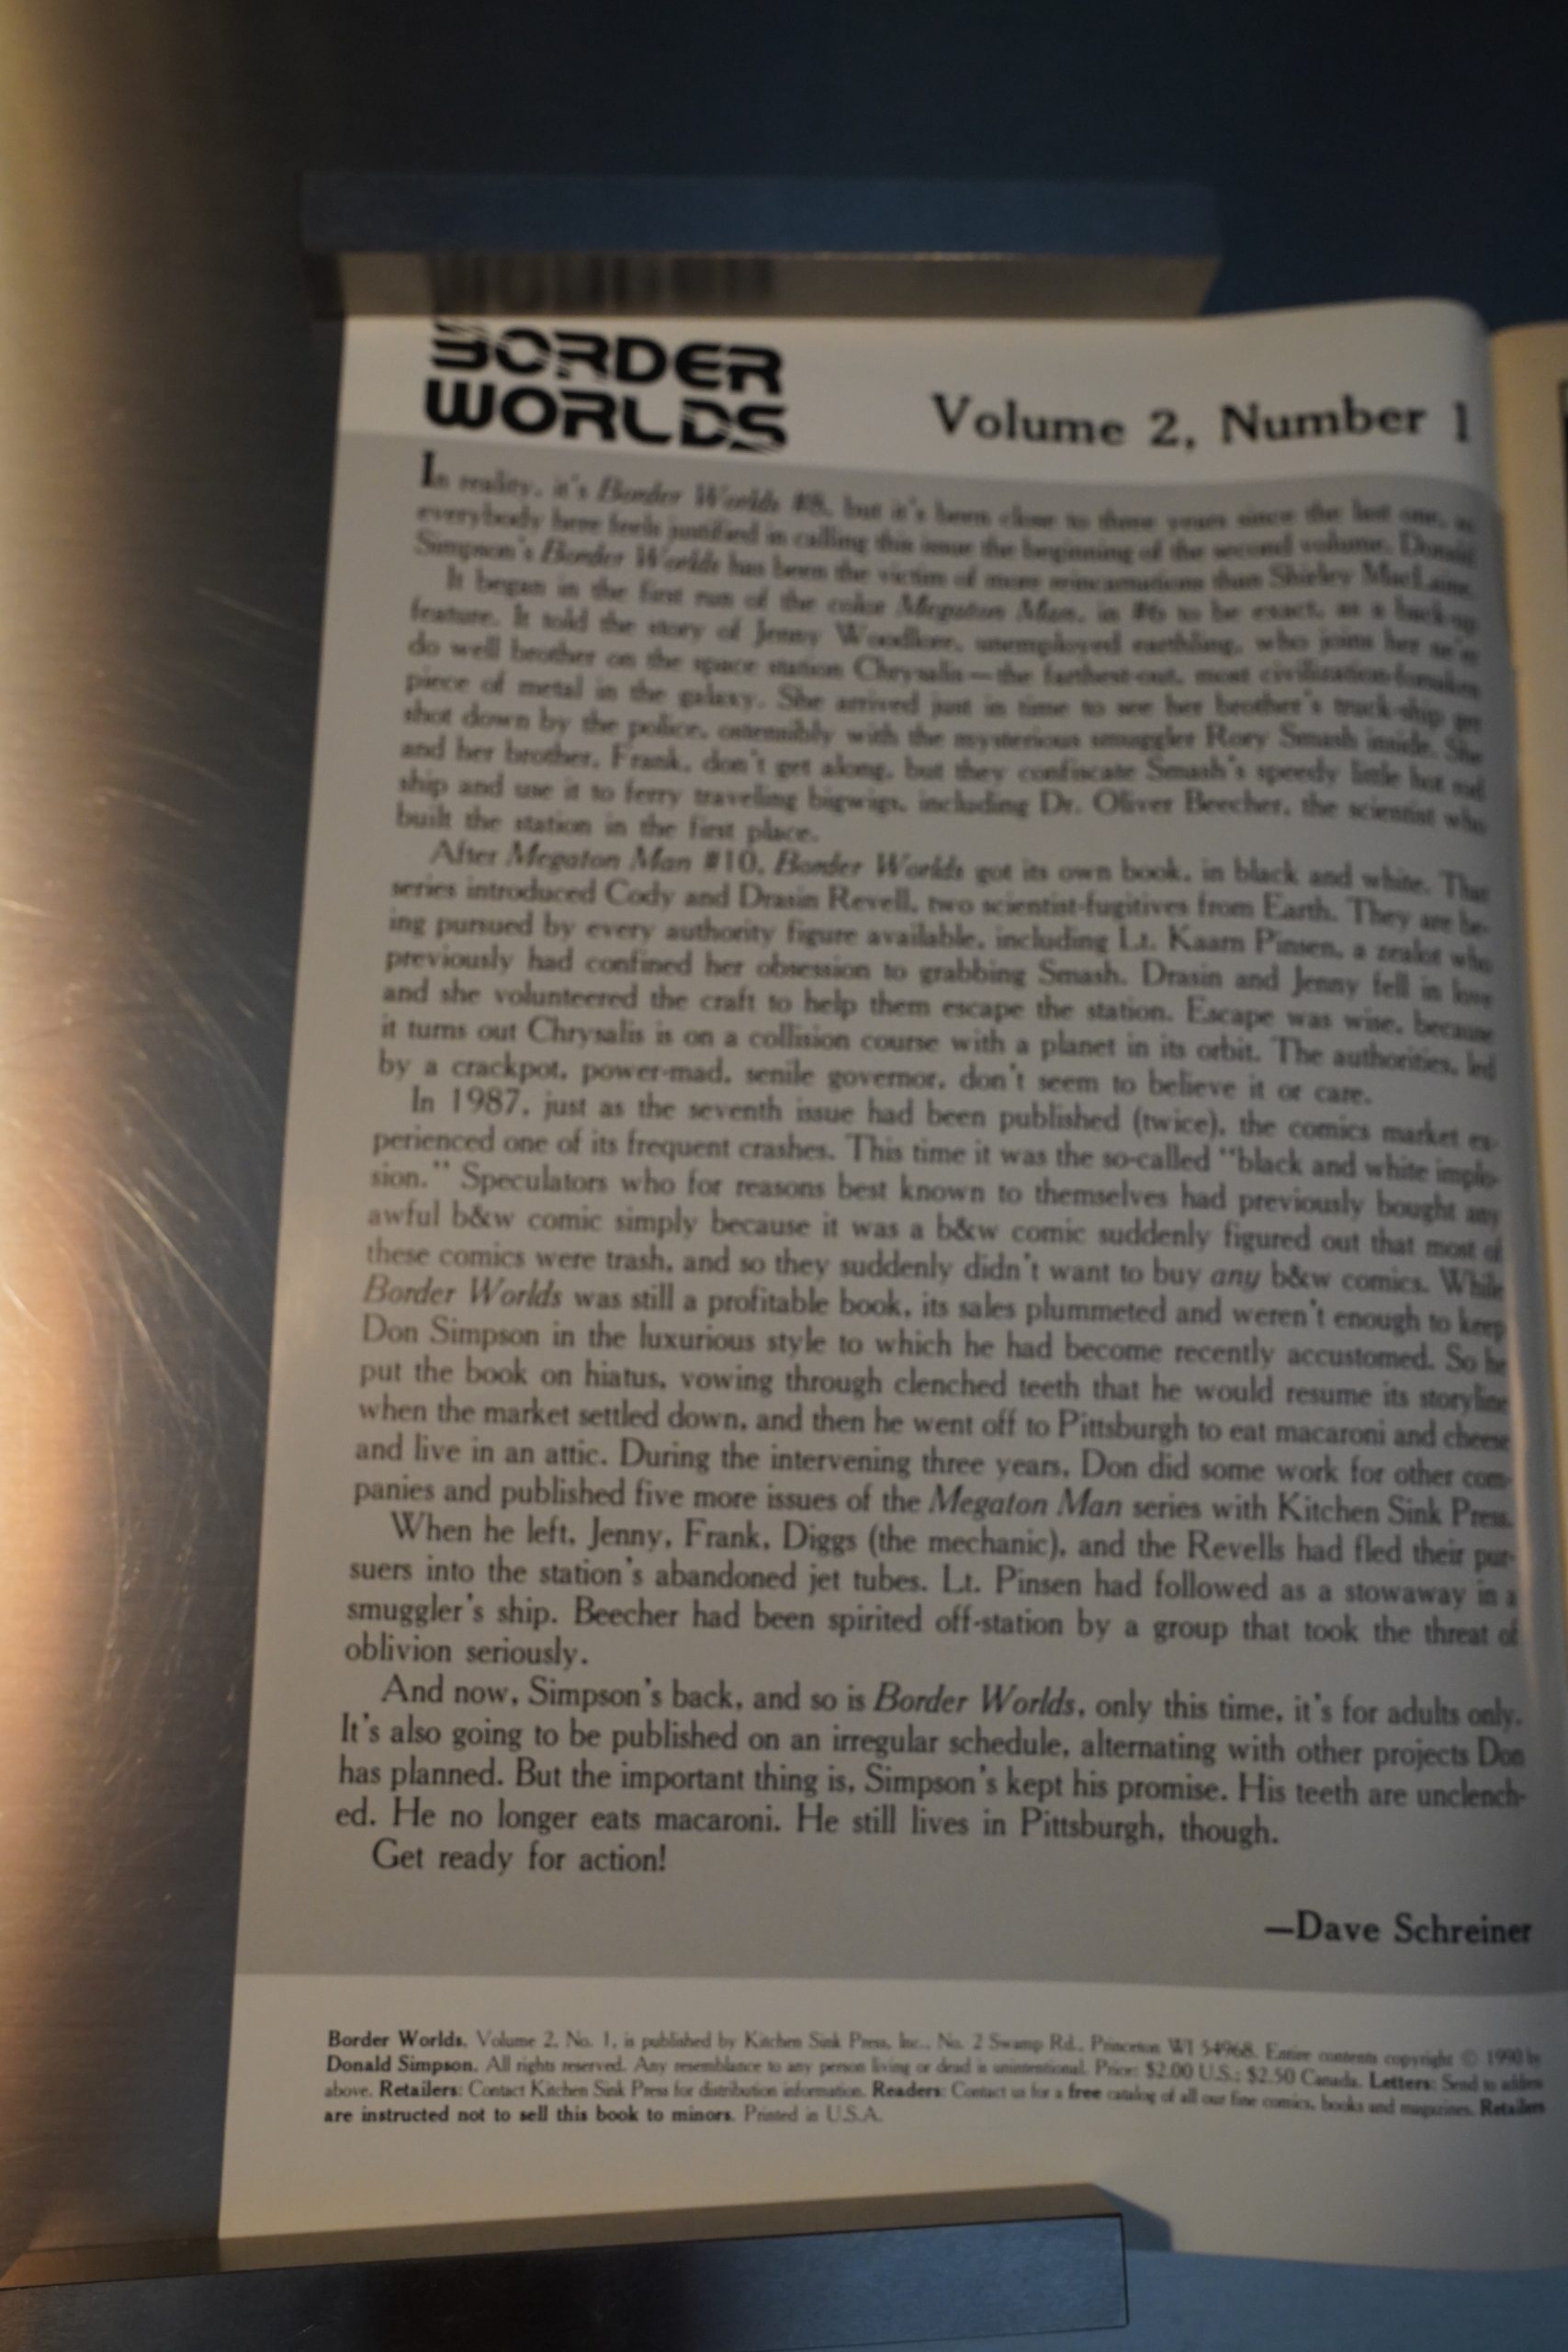 BORDER
WORLDS
Volume 2, Number 1
In reality, it's Border Worlds #8, but it's been close to three years since the last one, so
everybody here feels justified in calling this issue the beginning of the second volume. Donald
Simpson's Border Worlds has been the victim of more reincarnations than Shirley MacLaine.
It began in the first run of the color Megaton Man, in #6 to be exact, as a back-up
feature. It told the story of Jenny Woodlore, unemployed earthling, who joins her ne'er
do well brother on the space station Chrysalis—the farthest-out, most civilization-forsaken
piece of metal in the galaxy. She arrived just in time to see her brother's truck-ship get
shot down by the police, ostensibly with the mysterious smuggler Rory Smash inside. She
and her brother, Frank, don't get along, but they confiscate Smash's speedy little hot rod
ship and use it to ferry traveling bigwigs, including Dr. Oliver Beecher, the scientist who
built the station in the first place.
After Megaton Man #10, Border Worlds got its own book, in black and white. That
series introduced Cody and Drasin Revell, two scientist-fugitives from Earth. They are be-
ing pursued by every authority figure available, including Lt. Kaarn Pinsen, a zealot who
previously had confined her obsession to grabbing Smash. Drasin and Jenny fell in love
and she volunteered the craft to help them escape the station. Escape was wise, because
it turns out Chrysalis is on a collision course with a planet in its orbit. The authorities, led
by a crackpot, power-mad, senile governor, don't seem to believe it or care.
In 1987, just as the seventh issue had been published (twice), the comics market ex-
perienced one of its frequent crashes. This time it was the so-called "black and white implo-
sion." Speculators who for reasons best known to themselves had previously bought any
awful b&w comic simply because it was a b&w comic suddenly figured out that most of
these comics were trash, and so they suddenly didn't want to buy any b&w comics. While
Border Worlds was still a profitable book, its sales plummeted and weren't enough to keep
Don Simpson in the luxurious style to which he had become recently accustomed. So he
put the book on hiatus, vowing through clenched teeth that he would resume its storyline
when the market settled down, and then he went off to Pittsburgh to eat macaroni and cheese
and live in an attic. During the intervening three years, Don did some work for other com-
panies and published five more issues of the Megaton Man series with Kitchen Sink Press.
When he left, Jenny, Frank, Diggs (the mechanic), and the Revells had fled their pur-
suers into the station's abandoned jet tubes. Lt. Pinsen had followed as a stowaway in a
smuggler's ship. Beecher had been spirited off-station by a group that took the threat of
oblivion seriously.
And now, Simpson's back, and so is Border Worlds, only this time, it's for adults only.
It's also going to be published on an irregular schedule, alternating with other projects Don
has planned. But the important thing is, Simpson's kept his promise. His teeth are unclench-
ed. He no longer eats macaroni. He still lives in Pittsburgh, though.
Get ready for action!
—Dave Schreiner
Border Worlds, Volume 2, No. 1, is published by Kitchen Sink Press, Inc., No. 2 Swamp Rd., Princeton WI 54968. Entire contents copyright © 1990 by
Donald Simpson. All rights reserved. Any resemblance to any person living or dead is unintentional. Price: $2.00 U.S.; $2.50 Canada. Letters: Send to address
above. Retailers: Contact Kitchen Sink Press for distribution information. Readers: Contact us for a free catalog of all our fine comics, books and magazines. Retailers
are instructed not to sell this book to minors. Printed in U.S.A.